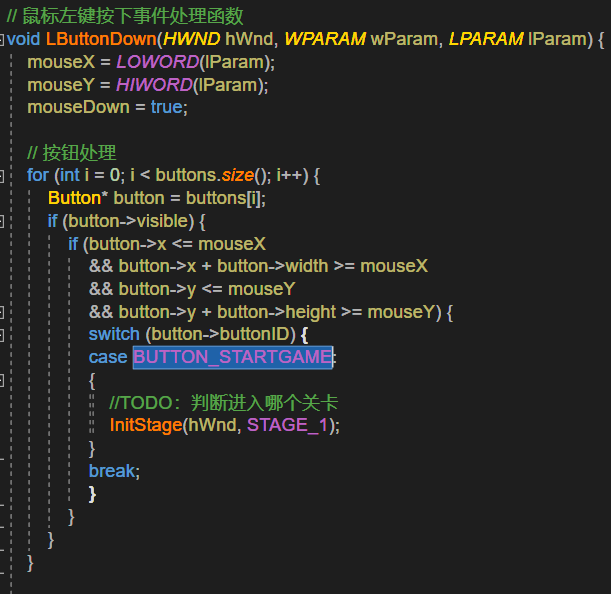 // 鼠标左键按下事件处理函数
void LButtonDown(HWND hWnd, WPARAM wParam, LPARAM lParam) {
mouseX = LOWORD(lParam);
mouseY = HIWORD(lParam);
mouseDown = true;
// 按钮处理
for (int i = 0; i < buttons.size(); i++) {
Button* button = buttons[i];
if (button->visible) {
if (button->x <= mouseX
&& button->x + button->width >= mouseX
&& button->y <= mouseY
&& button->y + button->height >= mouseY) {
switch (button->buttonID) {
case BUTTON_STARTGAME:
{
//TODO：判断进入哪个关卡
InitStage(hWnd, STAGE_1);
}
break;
}
}
}
}